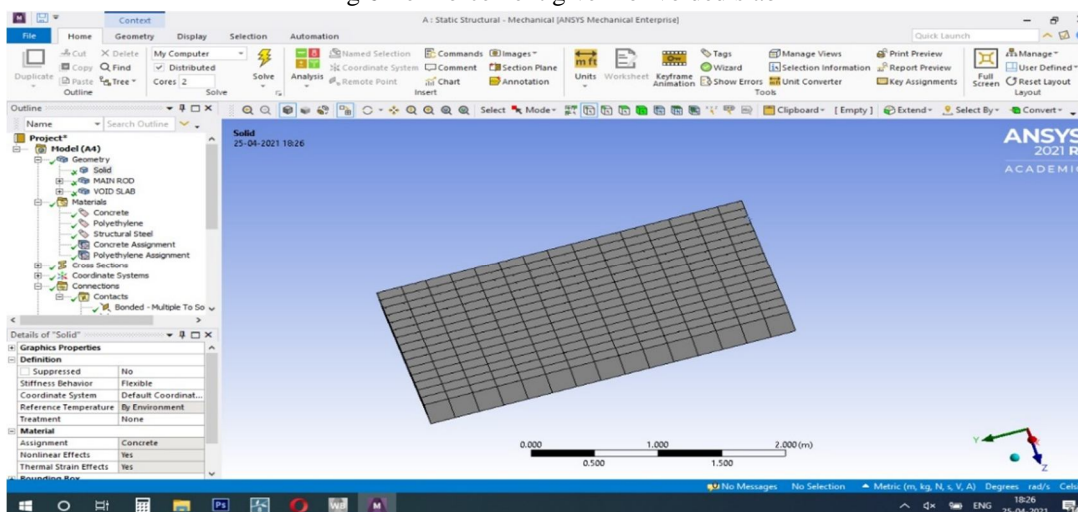 A : Static Structural - Mechanical [ANSYS Mechanical Enterprise]
Context
File Home Geometry Display Selection Automation
Quick Launch
Duplicate
Cut Delete
Copy Find
Paste Tree
Outline
My Computer
Distributed
Cores 2
Solve
Solve
Analysis
Named Selection
Coordinate System
Remote Point
Commands
Comment
Chart
Images
Section Plane
Annotation
Insert
Units
Worksheet
Keyframe Animation
Tags
Wizard
Show Errors
Manage Views
Selection Information
Unit Converter
Print Preview
Report Preview
Key Assignments
Tools
Full Screen
Manage
User Defined
Reset Layout
Layout
Outline
Name Search Outline
Select Mode Clipboard [Empty] Extend Select By Convert
Project*
Model (A4)
Geometry
Solid
MAIN ROD
VOID SLAB
Materials
Concrete
Polyethylene
Structural Steel
Concrete Assignment
Polyethylene Assignment
Cross Sections
Coordinate Systems
Connections
Contacts
Bonded - Multiple To So
Solid
25-04-2021 18:26
ANSYS
2021 R
ACADEMI
Details of "Solid"
Graphics Properties
Definition
Suppressed No
Stiffness Behavior Flexible
Coordinate System Default Coordinat...
Reference Temperature By Environment
Treatment None
Material
Assignment Concrete
Nonlinear Effects Yes
Thermal Strain Effects Yes
Bounding Box
0.000 1.000 2.000 (m)
0.500 1.500
Y
X
Z
No Messages No Selection Metric (m, kg, N, s, V, A) Degrees rad/s Cels
Ps
WB
M
ENG
18:26
25-04-2021